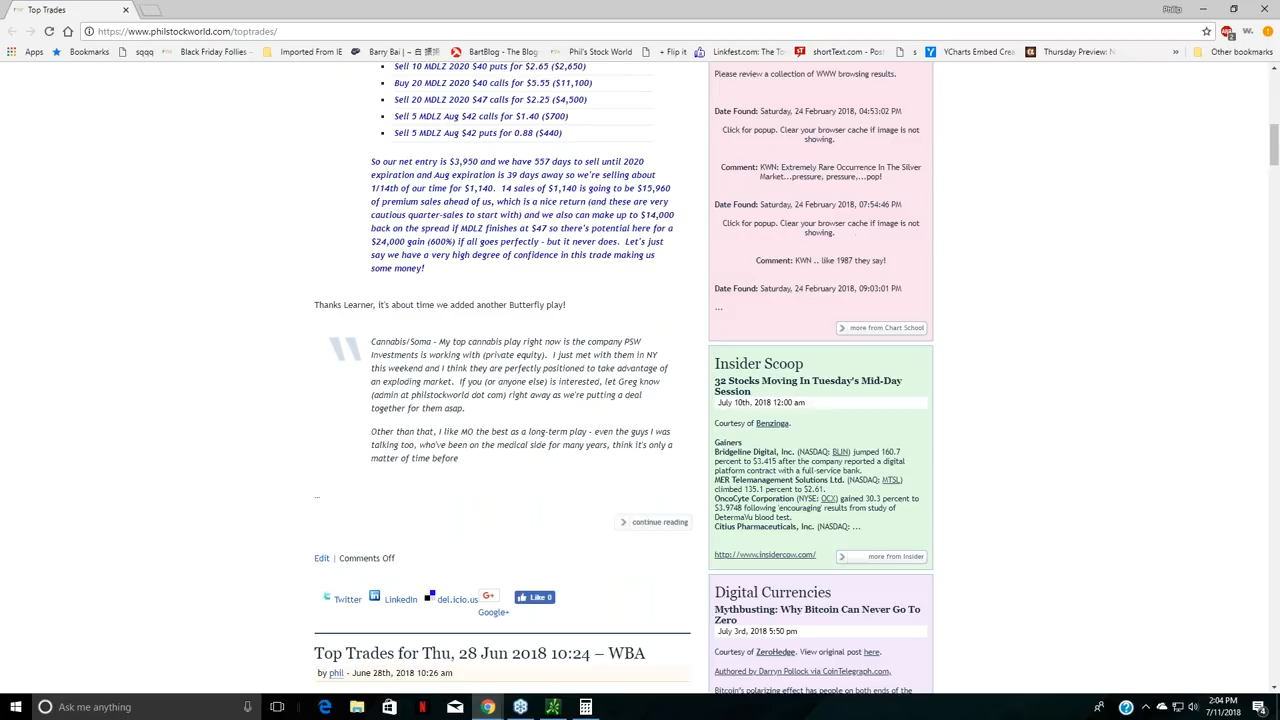 Top Trades
https://www.philstockworld.com/toptrades/
Apps
Bookmarks
sqqq
Radhoo
Imported From IE
Barry Bai | ~ 白
BartBlog - The Blog
Phil's Stock World
+ Flip it
Linkfest.com: The To
shortText.com - Pos
s
YCharts Embed Crea
Thursday Preview: N
Other bookmarks
Sell 10 MDLZ 2020 $40 puts for $2.65 ($2,650)
Buy 20 MDLZ 2020 $40 calls for $5.55 ($11,100)
Sell 20 MDLZ 2020 $47 calls for $2.25 ($4,500)
Sell 5 MDLZ Aug $42 calls for $1.40 ($700)
Sell 5 MDLZ Aug $42 puts for 0.88 ($440)
So our net entry is $3,950 and we have 557 days to sell until 2020
expiration and Aug expiration is 39 days away so we're selling about
1/14th of our time for $1,140.  14 sales of $1,140 is going to be $15,960
of premium sales ahead of us, which is a nice return (and these are very
cautious quarter-sales to start with) and we also can make up to $14,000
back on the spread if MDLZ finishes at $47 so there's potential here for a
$24,000 gain (600%) if all goes perfectly - but it never does.  Let's just
say we have a very high degree of confidence in this trade making us
some money!
Thanks Learner, it's about time we added another Butterfly play!
Cannabis/Soma - My top cannabis play right now is the company PSW
Investments is working with (private equity).  I just met with them in NY
this weekend and I think they are perfectly positioned to take advantage of
an exploding market.  If you (or anyone else) is interested, let Greg know
(admin at philstockworld dot com) right away as we're putting a deal
together for them asap.
Other than that, I like MO the best as a long-term play - even the guys I was
talking too, who've been on the medical side for many years, think it's only a
matter of time before
...
continue reading
Edit | Comments Off
Twitter
LinkedIn
del.icio.us
G+
Google+
Like 0
Top Trades for Thu, 28 Jun 2018 10:24 – WBA
by phil - June 28th, 2018 10:26 am
Please review a collection of WWW browsing results.
Date Found: Saturday, 24 February 2018, 04:53:02 PM
Click for popup. Clear your browser cache if image is not
showing.
Comment: KWN: Extremely Rare Occurrence In The Silver
Market...pressure, pressure,...pop!
Date Found: Saturday, 24 February 2018, 07:54:46 PM
Click for popup. Clear your browser cache if image is not
showing.
Comment: KWN .. like 1987 they say!
Date Found: Saturday, 24 February 2018, 09:03:01 PM
...
more from Chart School
Insider Scoop
32 Stocks Moving In Tuesday's Mid-Day
Session
July 10th, 2018 12:00 am
Courtesy of Benzinga.
Gainers
Bridgeline Digital, Inc. (NASDAQ: BLIN) jumped 160.7
percent to $3.415 after the company reported a digital
platform contract with a full-service bank.
MER Telemanagement Solutions Ltd. (NASDAQ: MTSL)
climbed 135.1 percent to $2.61.
OncoCyte Corporation (NYSE: OCX) gained 30.3 percent to
$3.9748 following 'encouraging' results from study of
DetermaVu blood test.
Citius Pharmaceuticals, Inc. (NASDAQ: ...
http://www.insidercow.com/
more from Insider
Digital Currencies
Mythbusting: Why Bitcoin Can Never Go To
Zero
July 3rd, 2018 5:50 pm
Courtesy of ZeroHedge. View original post here.
Authored by Darryn Pollock via CoinTelegraph.com,
Bitcoin's polarizing effect has people on both ends of the
Ask me anything
2:04 PM
7/11/2018